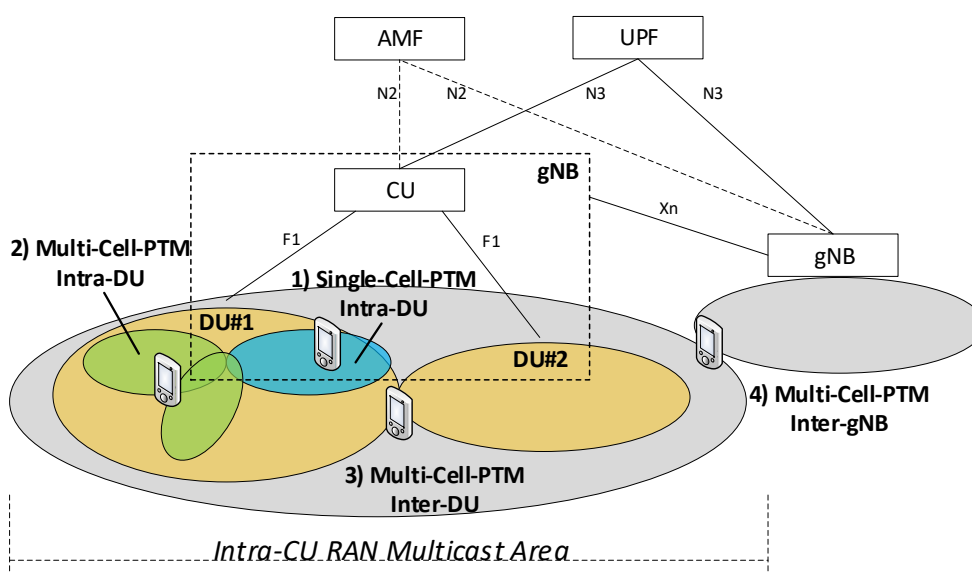 AMF
UPF
N2
N2
N3
N3
gNB
CU
Xn
F1
F1
gNB
2) Multi-Cell-PTM
Intra-DU
1) Single-Cell-PTM
Intra-DU
DU#1
DU#2
4) Multi-Cell-PTM
Inter-gNB
3) Multi-Cell-PTM
Inter-DU
Intra-CU RAN Multicast Area